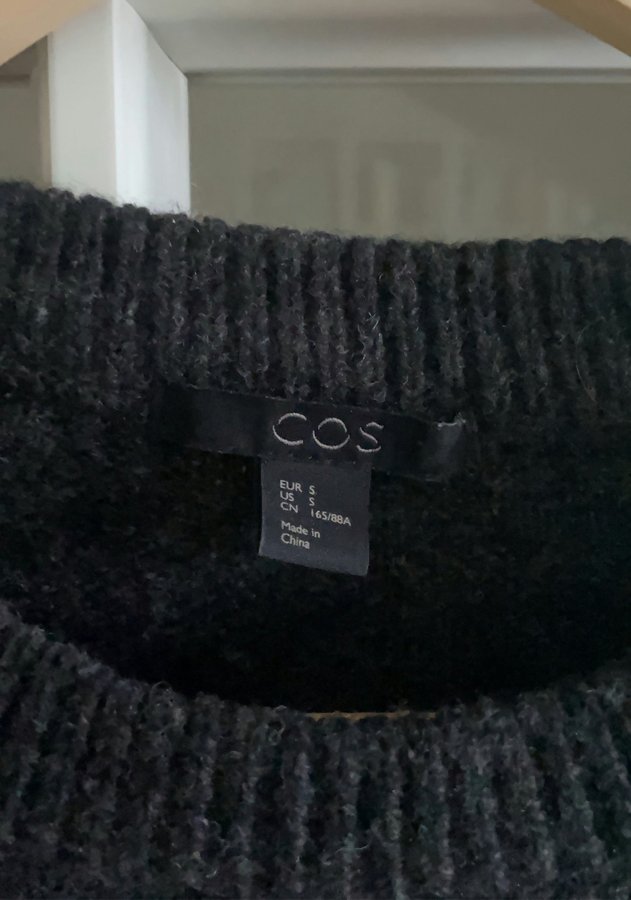 COS
EUR S
US S
CN 165/88A
Made in
China